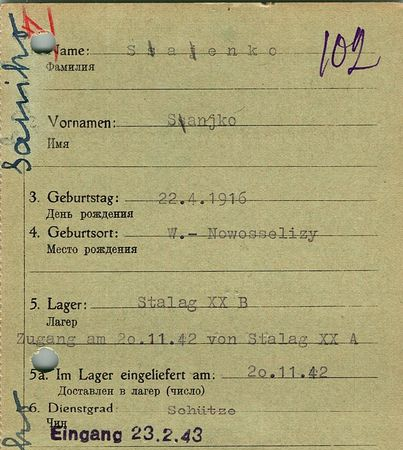 Name:
102
Фамилия
Vornamen:
Имя
3. Geburtstag: 22.4.1916
День рождения
4. Geburtsort: W.- Nowosselizy
Место рождения
5. Lager: Stalag XX B
Лагерь
Zugang am 20.11.42 von Stalag XX A
5a. Im Lager eingeliefert am: 20.11.42
Доставлен в лагерь (число)
6. Dienstgrad: Schütze
Чин
Eingang 23.2.43